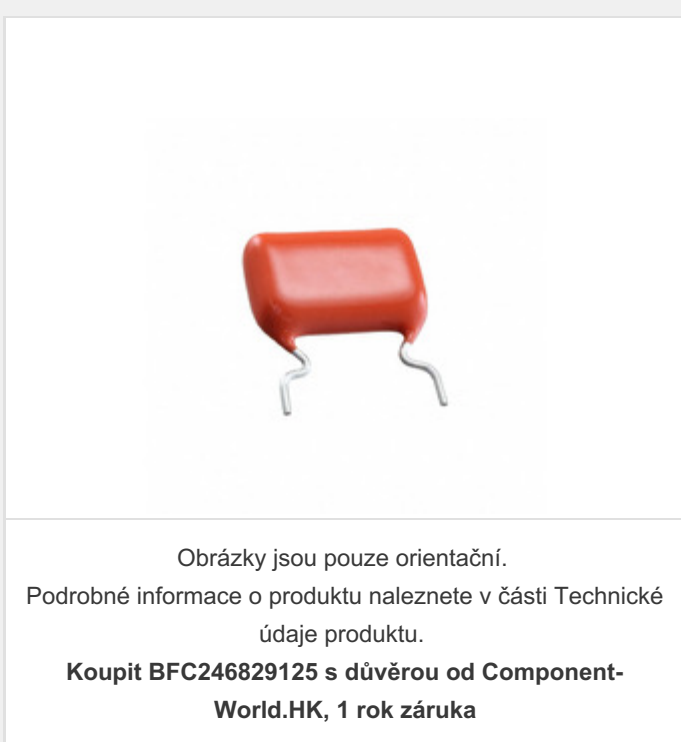 Obrázky jsou pouze orientační.
Podrobné informace o produktu naleznete v části Technické
údaje produktu.
Koupit BFC246829125 s důvěrou od Component-
World.HK, 1 rok záruka